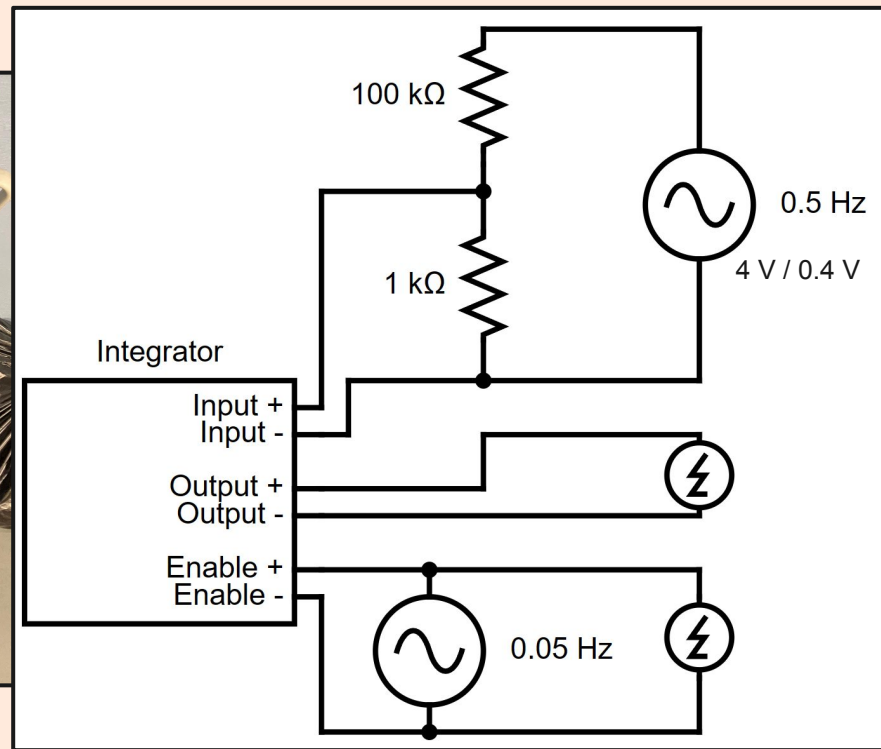 100 kΩ
0.5 Hz
1 kΩ
4 V / 0.4 V
Integrator
Input +
Input -
Output +
Output -
Enable +
Enable -
0.05 Hz